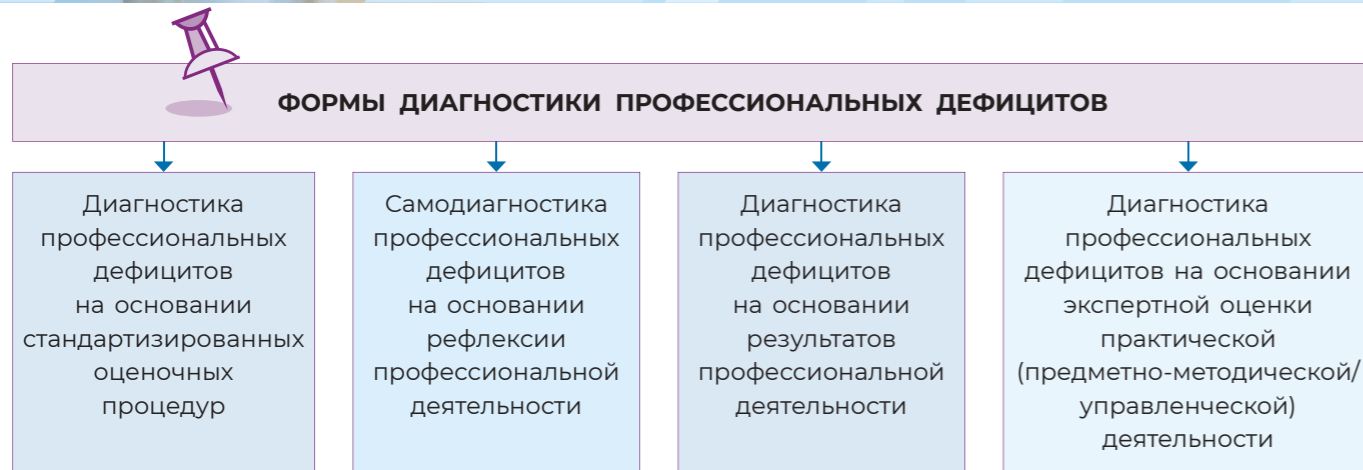 ФОРМЫ ДИАГНОСТИКИ ПРОФЕССИОНАЛЬНЫХ ДЕФИЦИТОВ
Диагностика
профессиональных
дефицитов
на основании
стандартизированных
оценочных
процедур
Самодиагностика
профессиональных
дефицитов
на основании
рефлексии
профессиональной
деятельности
Диагностика
профессиональных
дефицитов
на основании
результатов
профессиональной
деятельности
Диагностика
профессиональных
дефицитов на основании
экспертной оценки
практической
(предметно-методической/
управленческой)
деятельности